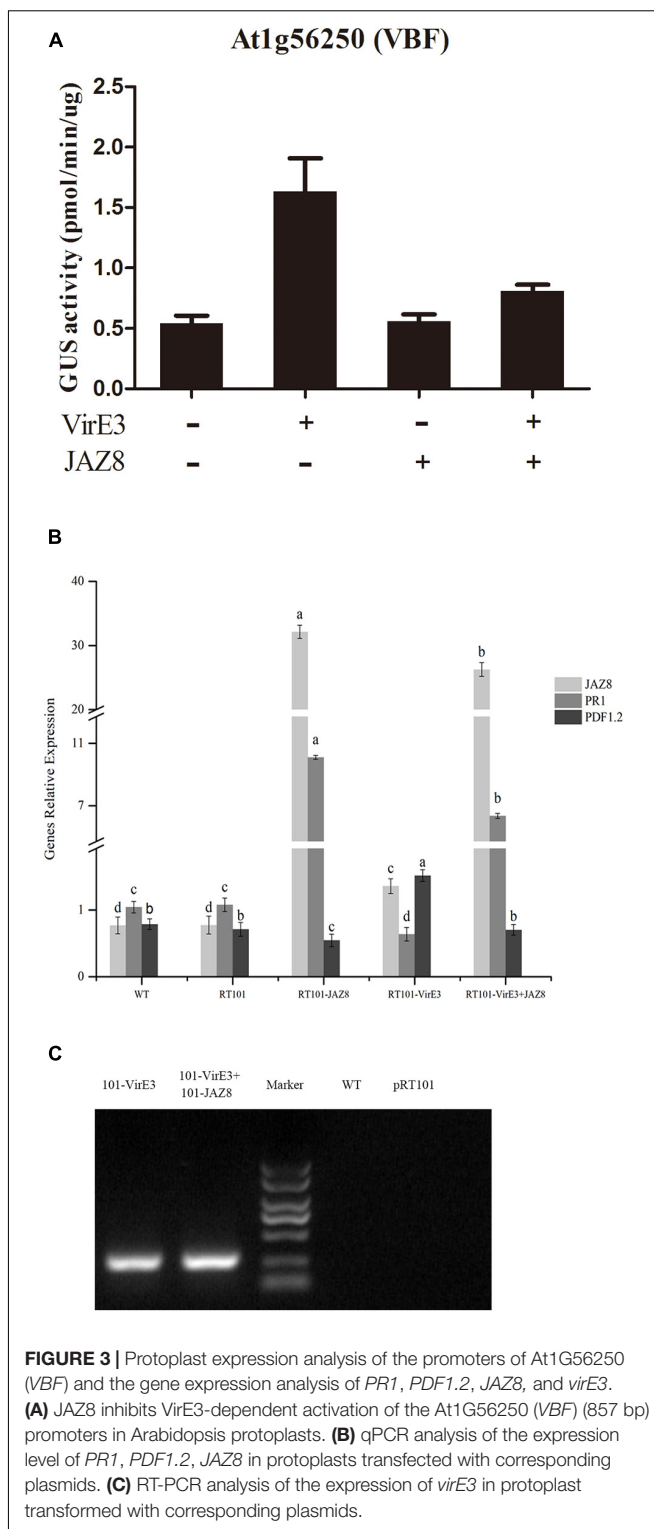 A
At1g56250 (VBF)
GUS activity (pmol/min/ug)
2.5
2.0
1.5
1.0
0.5
0.0
VirE3 - + - +
JAZ8 - - + +
B
Genes Relative Expression
40
30
20
11
7
1
0
JAZ8
PR1
PDF1.2
a
b
a
b
d c b
d c b
c
c d a
b
WT RT101 RT101-JAZ8 RT101-VirE3 RT101-VirE3+JAZ8
C
101-VirE3 101-VirE3+ Marker WT pRT101
101-JAZ8
FIGURE 3 | Protoplast expression analysis of the promoters of At1G56250
(VBF) and the gene expression analysis of PR1, PDF1.2, JAZ8, and virE3.
(A) JAZ8 inhibits VirE3-dependent activation of the At1G56250 (VBF) (857 bp)
promoters in Arabidopsis protoplasts. (B) qPCR analysis of the expression
level of PR1, PDF1.2, JAZ8 in protoplasts transfected with corresponding
plasmids. (C) RT-PCR analysis of the expression of virE3 in protoplast
transformed with corresponding plasmids.